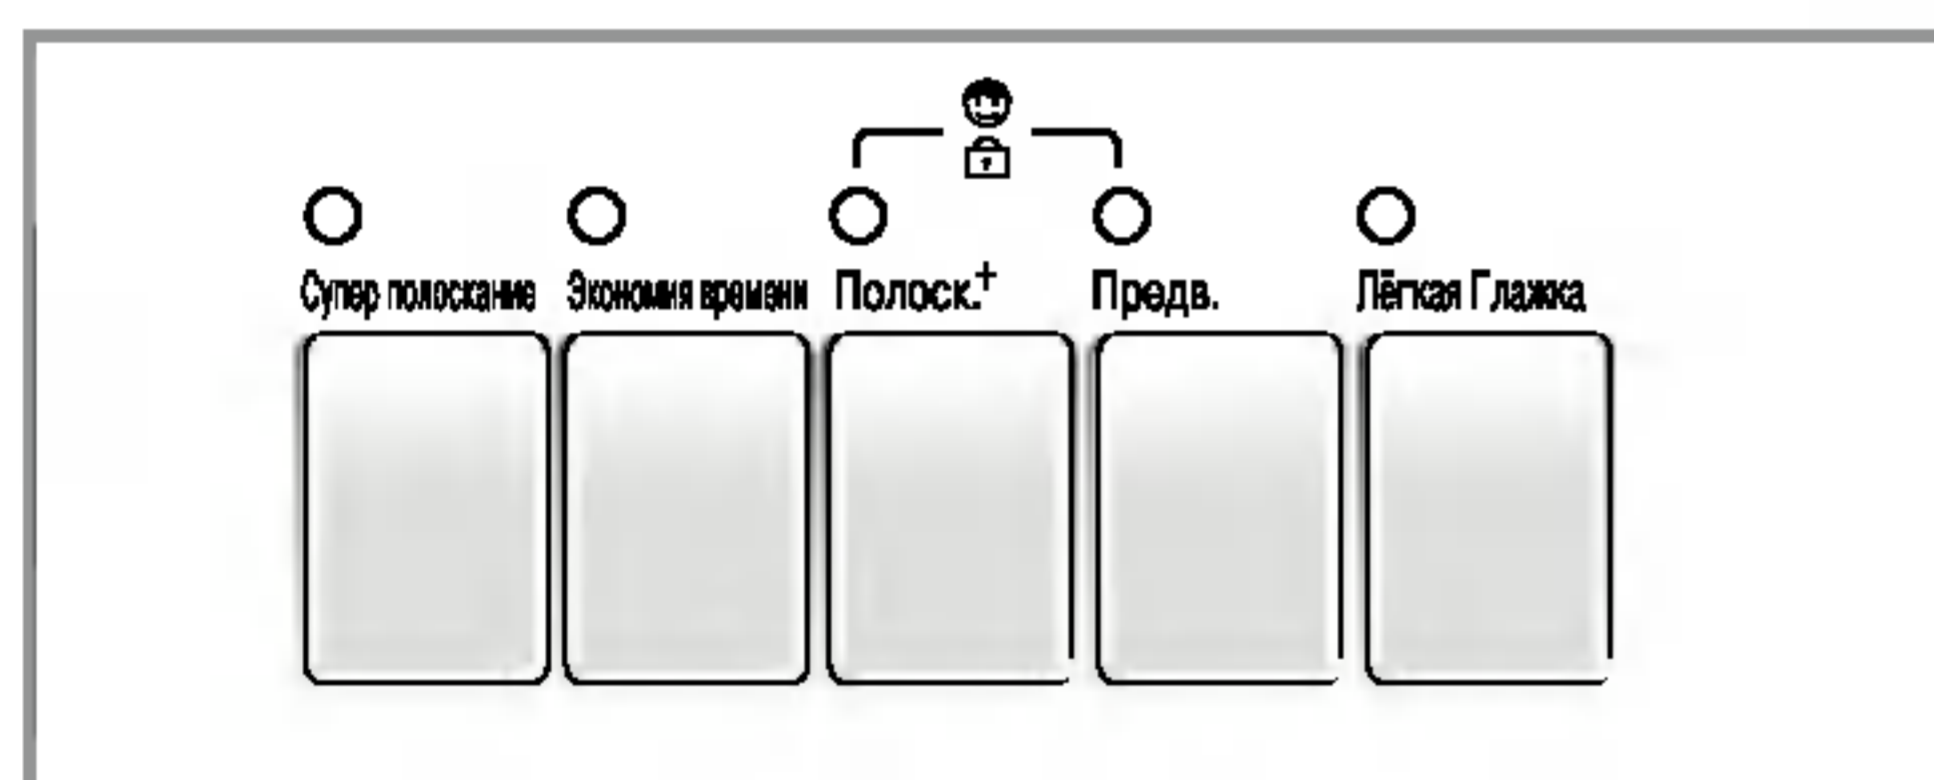 Супер полоскание
Экономия времени
Полоск.+
Предв.
Лёгкая Глажка